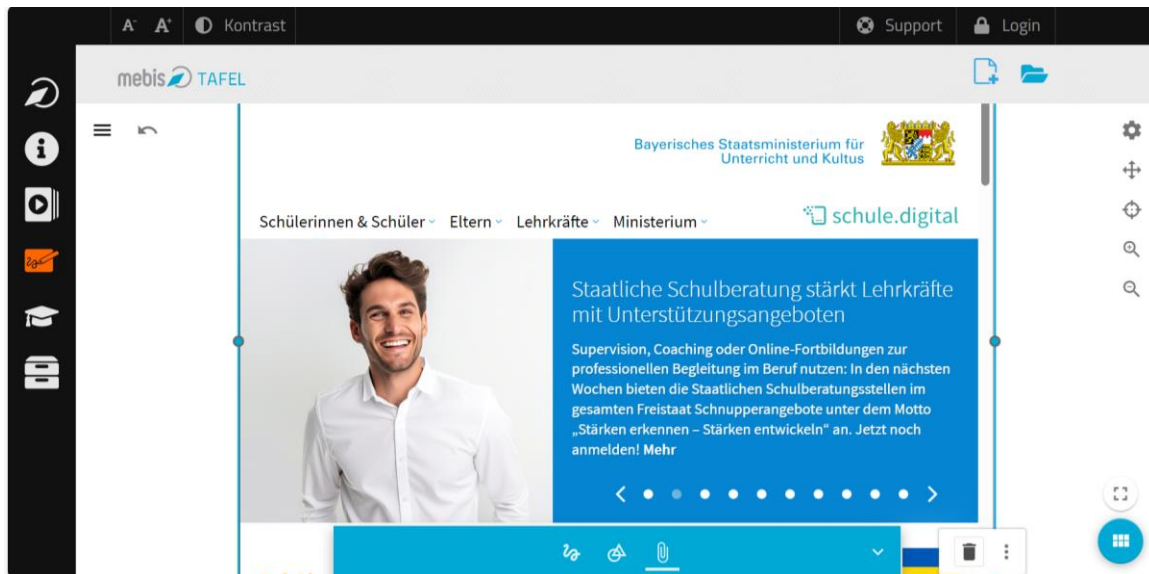 A- A+ Kontrast Support Login
mebis TAFEL
Bayerisches Staatsministerium für
Unterricht und Kultus
Schülerinnen & Schüler Eltern Lehrkräfte Ministerium schule.digital
Staatliche Schulberatung stärkt Lehrkräfte
mit Unterstützungsangeboten
Supervision, Coaching oder Online-Fortbildungen zur
professionellen Begleitung im Beruf nutzen: In den nächsten
Wochen bieten die Staatlichen Schulberatungsstellen im
gesamten Freistaat Schnupperangebote unter dem Motto
„Stärken erkennen – Stärken entwickeln“ an. Jetzt noch
anmelden! Mehr